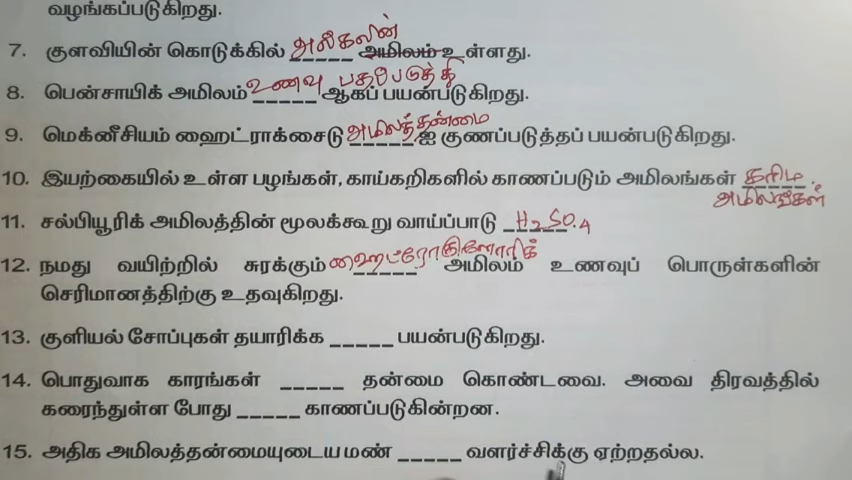 வழங்கப்படுகிறது.
7. குளவியின் கொடுக்கில் அல்கலின் அமிலம் உள்ளது.
8. பென்சாயிக் அமிலம் உணவு பதப்படுத்தி ஆகப் பயன்படுகிறது.
9. மெக்னீசியம் ஹைட்ராக்சைடு அமிலத்தன்மை ஐ குணப்படுத்தப் பயன்படுகிறது.
10. இயற்கையில் உள்ள பழங்கள், காய்கறிகளில் காணப்படும் அமிலங்கள் கரிம அமிலங்கள்.
11. சல்பியூரிக் அமிலத்தின் மூலக்கூறு வாய்ப்பாடு H₂SO₄.
12. நமது வயிற்றில் சுரக்கும் ஹைட்ரோகுளோரிக் அமிலம் உணவுப் பொருள்களின்
செரிமானத்திற்கு உதவுகிறது.
13. குளியல் சோப்புகள் தயாரிக்க _____ பயன்படுகிறது.
14. பொதுவாக காரங்கள் _____ தன்மை கொண்டவை. அவை திரவத்தில்
கரைந்துள்ள போது _____ காணப்படுகின்றன.
15. அதிக அமிலத்தன்மையுடைய மண் _____ வளர்ச்சிக்கு ஏற்றதல்ல.